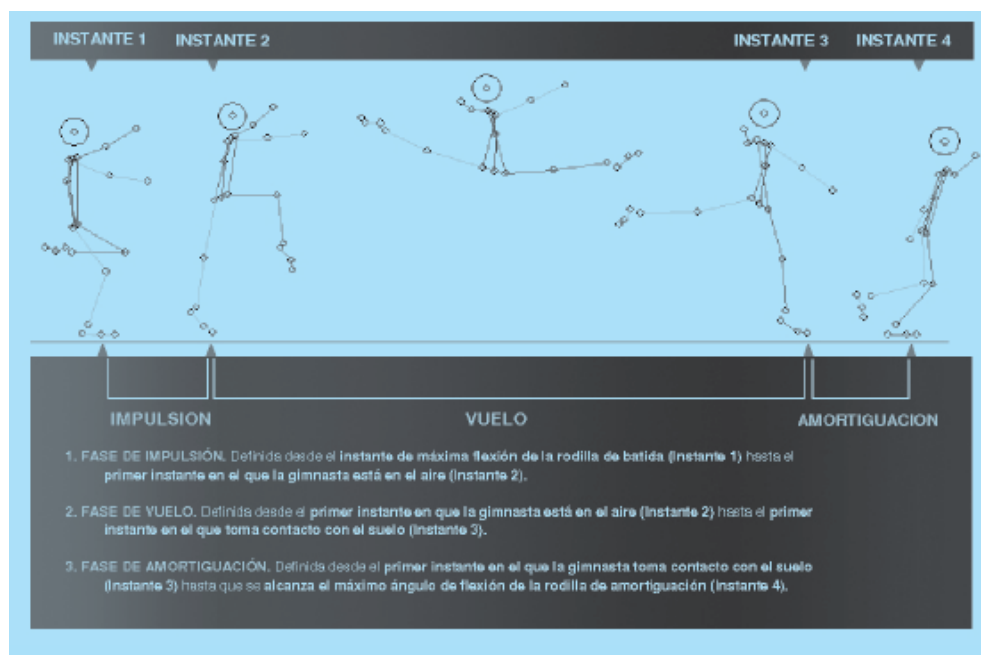 INSTANTE 1 INSTANTE 2 INSTANTE 3 INSTANTE 4
IMPULSION VUELO AMORTIGUACION
1. FASE DE IMPULSIÓN. Definida desde el instante de máxima flexión de la rodilla de batida (Instante 1) hasta el
primer instante en el que la gimnasta está en el aire (Instante 2).
2. FASE DE VUELO. Definida desde el primer instante en que la gimnasta está en el aire (Instante 2) hasta el primer
instante en el que toma contacto con el suelo (Instante 3).
3. FASE DE AMORTIGUACIÓN. Definida desde el primer instante en el que la gimnasta toma contacto con el suelo
(Instante 3) hasta que se alcanza el máximo ángulo de flexión de la rodilla de amortiguación (Instante 4).